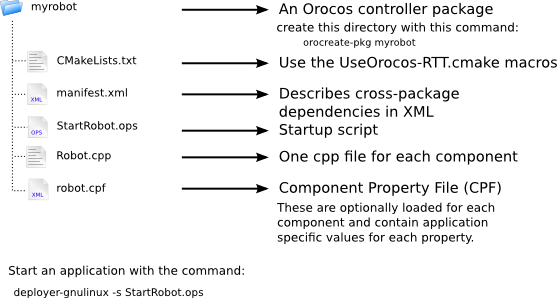 myrobot
An Orocos controller package
create this directory with this command:
orocreate-pkg myrobot
CMakeLists.txt
Use the UseOrocos-RTT.cmake macros
XML
manifest.xml
Describes cross-package
dependencies in XML
OPS
StartRobot.ops
Startup script
Robot.cpp
One cpp file for each component
XML
robot.cpf
Component Property File (CPF)
These are optionally loaded for each
component and contain application
specific values for each property.
Start an application with the command:
deployer-gnulinux -s StartRobot.ops